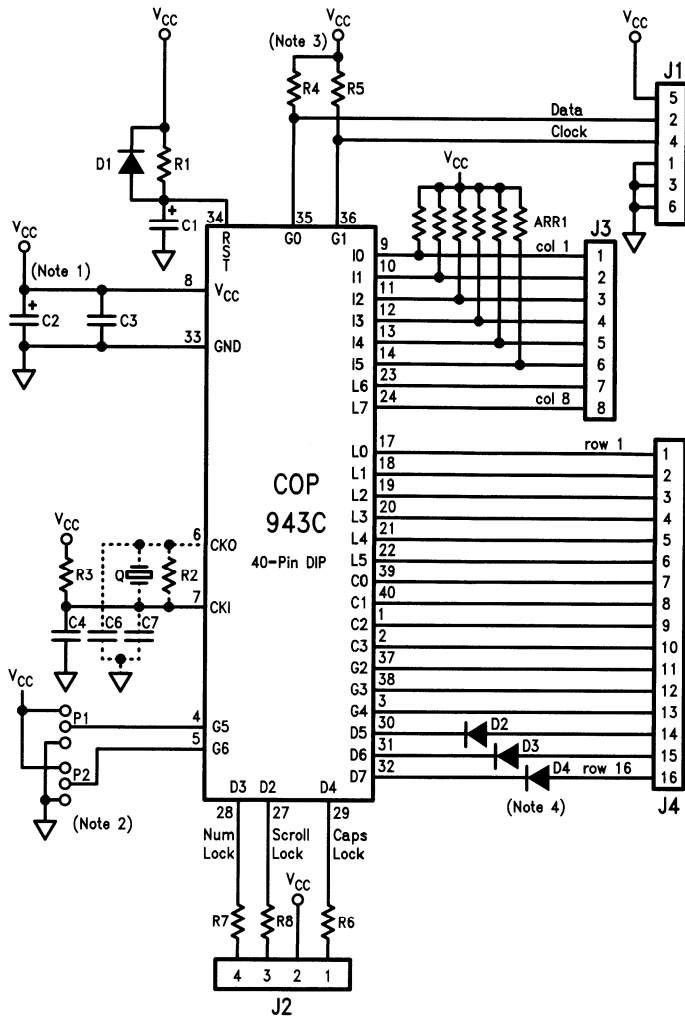 VCC
VCC
VCC
(Note 3)
J1
R4
R5
5
Data
2
Clock
4
D1
R1
VCC
1
3
6
34
C1
35
36
ARR1
J3
RST
G0
G1
VCC
(Note 1)
8
VCC
C2
C3
33
GND
9
I0
col 1
1
10
I1
2
11
I2
3
12
I3
4
13
I4
5
14
I5
6
23
L6
7
24
L7
col 8
8
COP
943C
40-Pin DIP
17
L0
row 1
1
18
L1
2
19
L2
3
20
L3
4
21
L4
5
22
L5
6
39
C0
7
40
C1
8
1
C2
9
2
C3
10
37
G2
11
38
G3
12
3
G4
13
30
D5
D2
14
31
D6
D3
15
32
D7
D4
row 16
16
(Note 4)
J4
VCC
6
CKO
R3
Q
R2
7
CKI
C4
C6
C7
VCC
P1
4
G5
5
G6
P2
(Note 2)
D3
D2
D4
28
27
29
Num Lock
Scroll Lock
Caps Lock
VCC
R7
R8
R6
4
3
2
1
J2